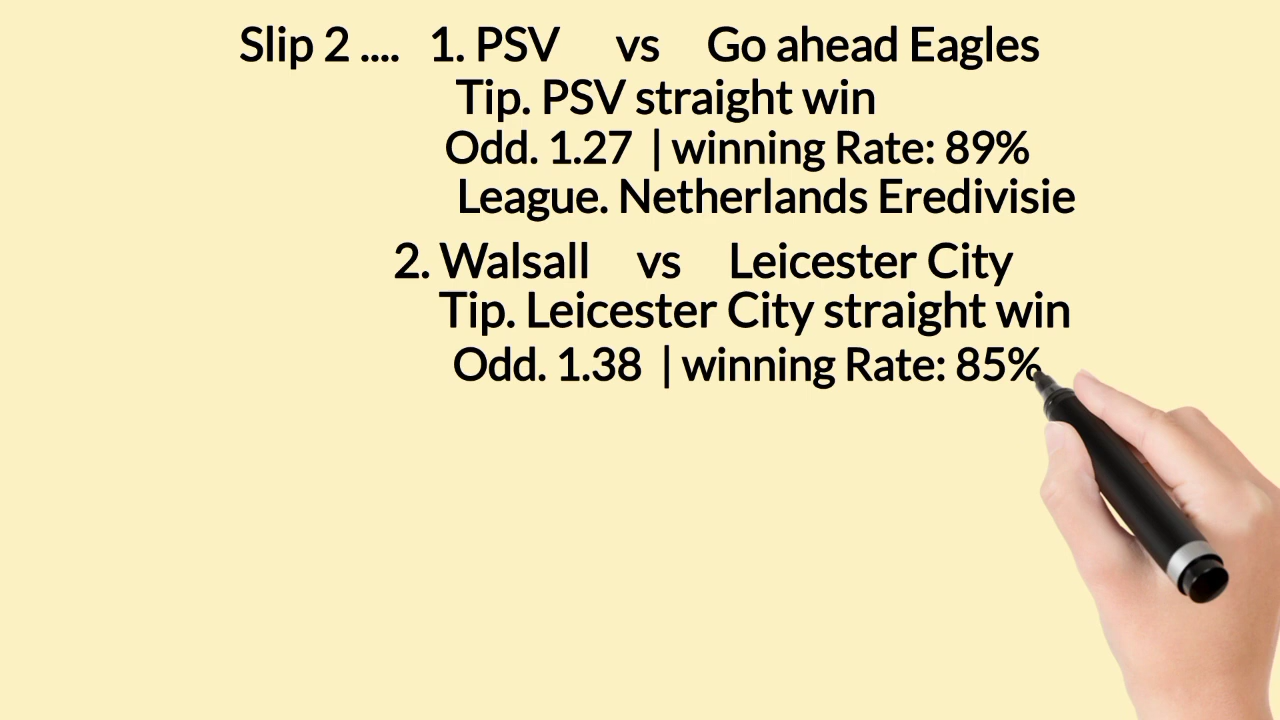 Slip 2 .... 1. PSV vs Go ahead Eagles
Tip. PSV straight win
Odd. 1.27 | winning Rate: 89%
League. Netherlands Eredivisie
2. Walsall vs Leicester City
Tip. Leicester City straight win
Odd. 1.38 | winning Rate: 85%